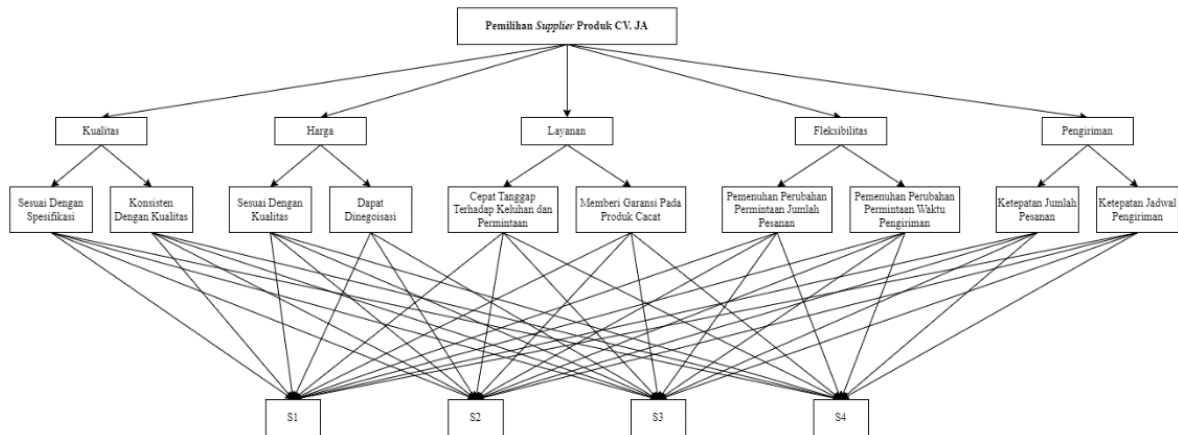 Pemilihan Supplier Produk CV. JA
Kualitas
Harga
Layanan
Fleksibilitas
Pengiriman
Sesuai Dengan
Spesifikasi
Konsisten
Dengan Kualitas
Sesuai Dengan
Kualitas
Dapat
Dinegoisasi
Cepat Tanggap
Terhadap Keluhan dan
Permintaan
Memberi Garansi Pada
Produk Cacat
Pemenuhan Perubahan
Permintaan Jumlah
Pesanan
Pemenuhan Perubahan
Permintaan Waktu
Pengiriman
Ketepatan Jumlah
Pesanan
Ketepatan Jadwal
Pengiriman
S1
S2
S3
S4